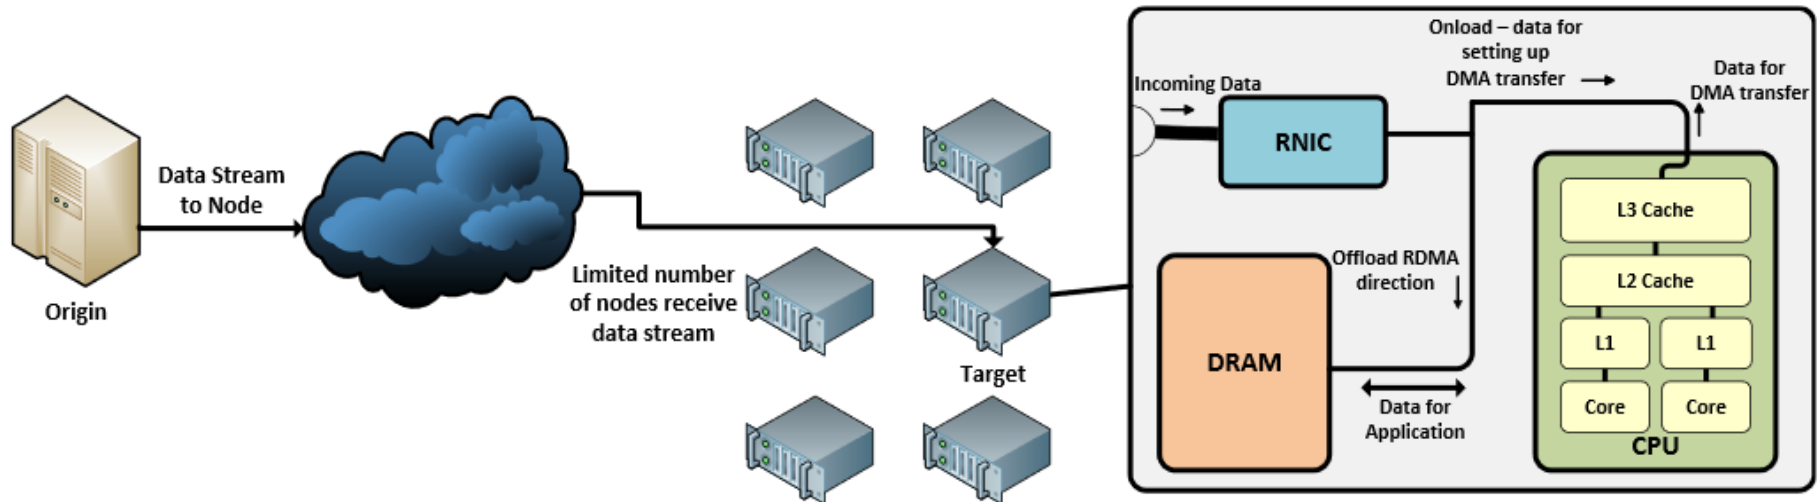 Origin
Data Stream
to Node
Limited number
of nodes receive
data stream
Target
Incoming Data
RNIC
Onload – data for
setting up
DMA transfer
Data for
DMA transfer
Offload RDMA
direction
DRAM
Data for
Application
L3 Cache
L2 Cache
L1
L1
Core
Core
CPU